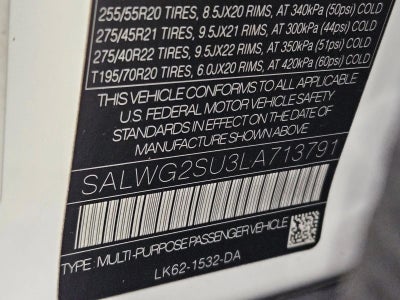 255/55R20 TIRES, 8.5JX20 RIMS, AT 340kPa (50psi) COLD
275/45R21 TIRES, 9.5JX21 RIMS, AT 300kPa (44psi) COLD
275/40R22 TIRES, 9.5JX22 RIMS, AT 350kPa (51psi) COLD
T195/70R20 TIRES, 6.0JX20 RIMS, AT 420kPa (60psi) COLD
THIS VEHICLE CONFORMS TO ALL APPLICABLE
U.S. FEDERAL MOTOR VEHICLE SAFETY
STANDARDS IN EFFECT ON THE DATE OF
MANUFACTURE SHOWN ABOVE.
SALWG2SU3LA713791
TYPE: MULTI-PURPOSE PASSENGER VEHICLE
LK62-1532-DA